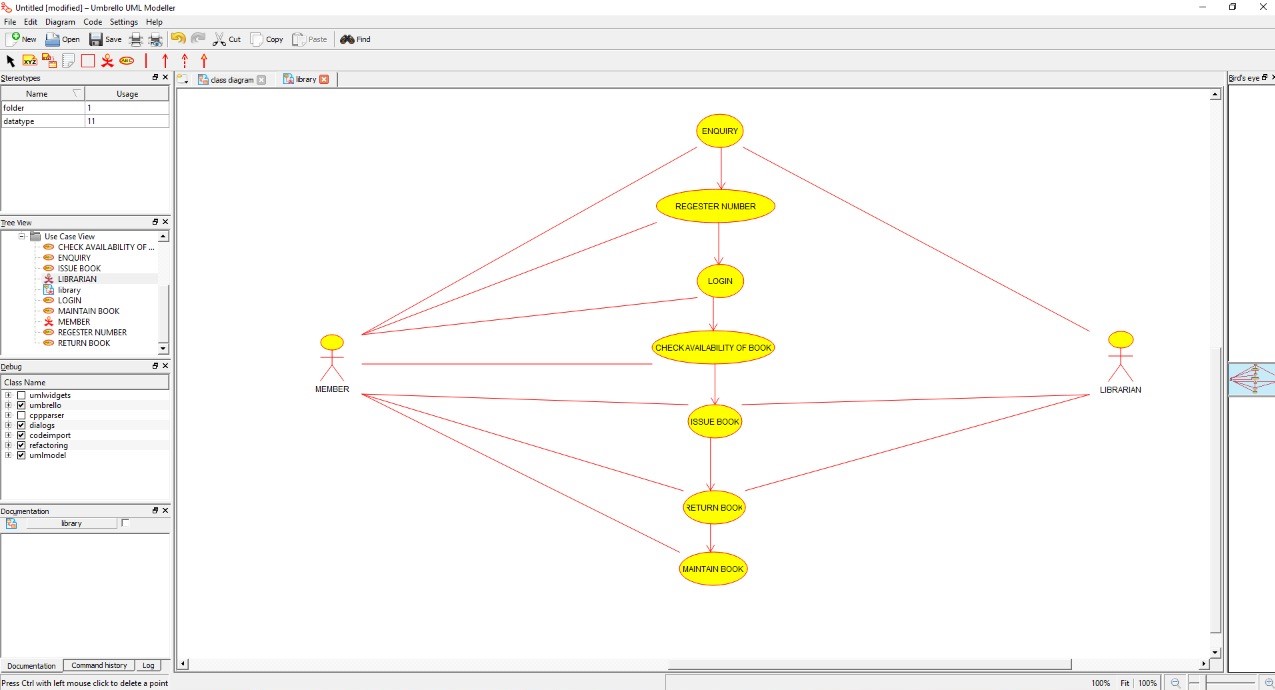 Untitled [modified] – Umbrello UML Modeller
File Edit Diagram Code Settings Help
New Open Save Cut Copy Paste Find
XYZ ABC
Stereotypes
class diagram library
Bird's eye
Name Usage
folder 1
datatype 11
Tree View
Use Case View
CHECK AVAILABILITY OF ...
ENQUIRY
ISSUE BOOK
LIBRARIAN
library
LOGIN
MAINTAIN BOOK
MEMBER
REGESTER NUMBER
RETURN BOOK
Debug
Class Name
umlwidgets
umbrello
cppparser
dialogs
codeimport
refactoring
umlmodel
Documentation
library
Documentation Command history Log
Press Ctrl with left mouse click to delete a point
ENQUIRY
REGESTER NUMBER
LOGIN
CHECK AVAILABILITY OF BOOK
MEMBER
LIBRARIAN
ISSUE BOOK
RETURN BOOK
MAINTAIN BOOK
100% Fit 100%